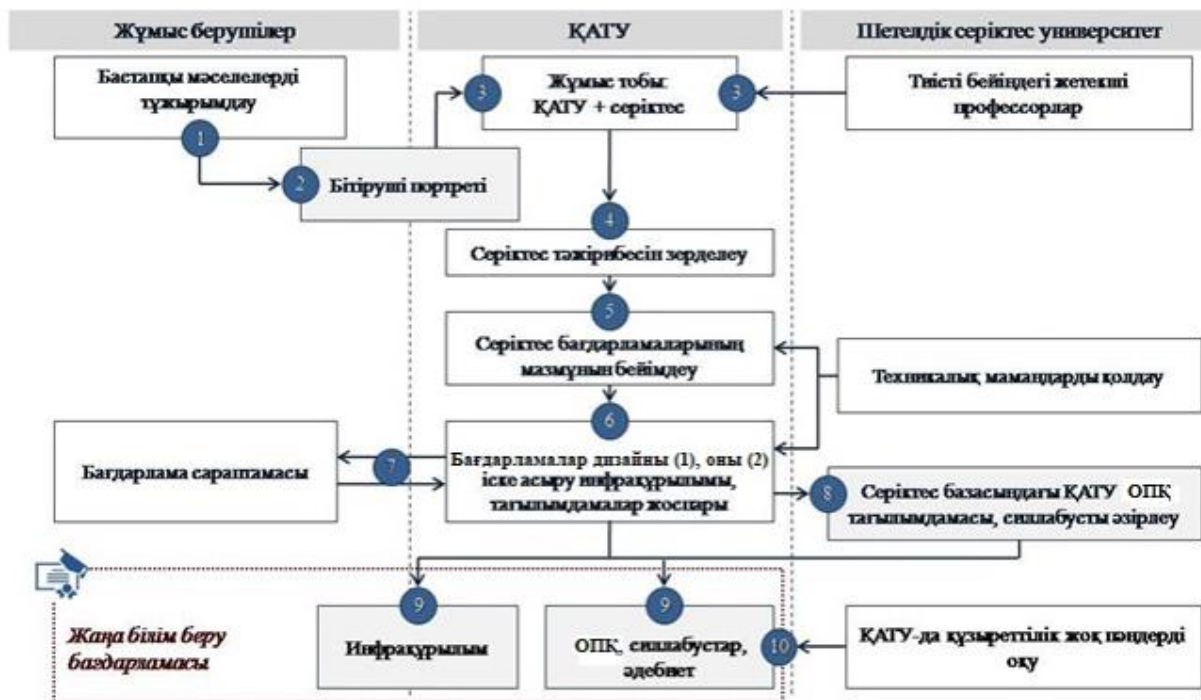 Жұмыс берушілер
ҚАТУ
Шетелдік серіктес университет
Бастапқы мәселелерді
тұжырымдау
1
2
Бітіруші портреті
3
Жұмыс тобы:
ҚАТУ + серіктес
3
Тиісті бейіндегі жетекші
профессорлар
4
Серіктес тәжірибесін зерделеу
5
Серіктес бағдарламаларының
мазмұнын бейімдеу
Техникалық мамандарды қолдау
6
Бағдарламалар дизайны (1), оны (2)
іске асыру инфрақұрылымы,
тағылымдамалар жоспары
Бағдарлама сараптамасы
7
8
Серіктес базасындағы ҚАТУ ОПҚ
тағылымдамасы, силлабусты әзірлеу
Жаңа білім беру
бағдарламасы
9
Инфрақұрылым
9
ОПҚ, силлабустар,
әдебиет
10
ҚАТУ-да құзыреттілік жоқ пәндерді
оқу